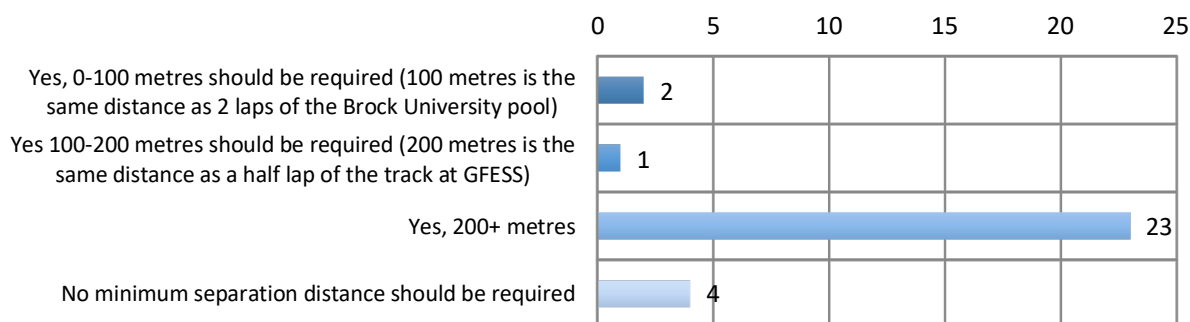 0 5 10 15 20 25
Yes, 0-100 metres should be required (100 metres is the
same distance as 2 laps of the Brock University pool)
2
Yes 100-200 metres should be required (200 metres is the
same distance as a half lap of the track at GFESS)
1
Yes, 200+ metres
23
No minimum separation distance should be required
4